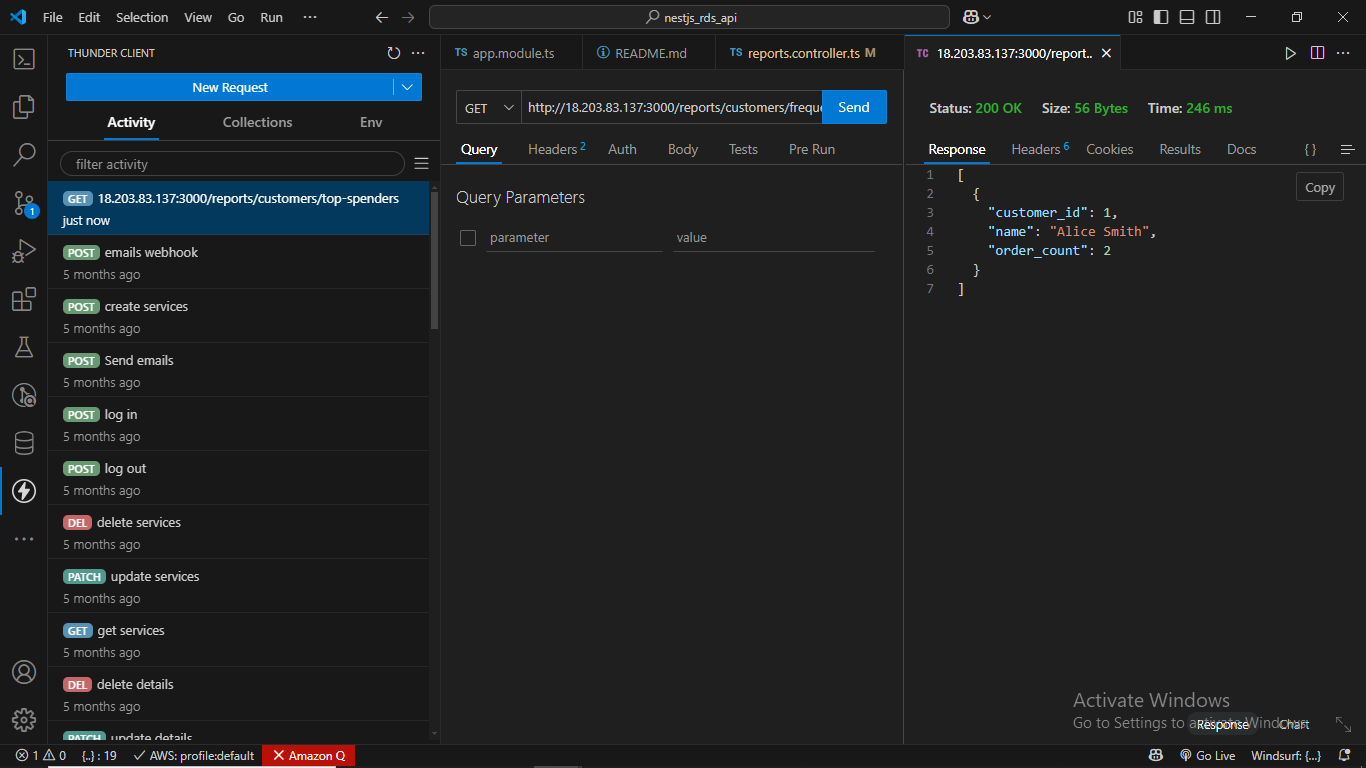 File Edit Selection View Go Run ··· nestjs_rds_api
THUNDER CLIENT
New Request
Activity Collections Env
filter activity
GET 18.203.83.137:3000/reports/customers/top-spenders
just now
POST emails webhook
5 months ago
POST create services
5 months ago
POST Send emails
5 months ago
POST log in
5 months ago
POST log out
5 months ago
DEL delete services
5 months ago
PATCH update services
5 months ago
GET get services
5 months ago
DEL delete details
5 months ago
PATCH update details
1
TS app.module.ts README.md TS reports.controller.ts M TC 18.203.83.137:3000/report..
GET http://18.203.83.137:3000/reports/customers/freque Send
Query Headers 2 Auth Body Tests Pre Run
Query Parameters
parameter value
Status: 200 OK Size: 56 Bytes Time: 246 ms
Response Headers 6 Cookies Results Docs { }
Copy
1 [
2 {
3 "customer_id": 1,
4 "name": "Alice Smith",
5 "order_count": 2
6 }
7 ]
Activate Windows
Go to Settings to activate Windows.
Response Chart
1 0 {..} : 19 AWS: profile:default Amazon Q Go Live Windsurf: {...}